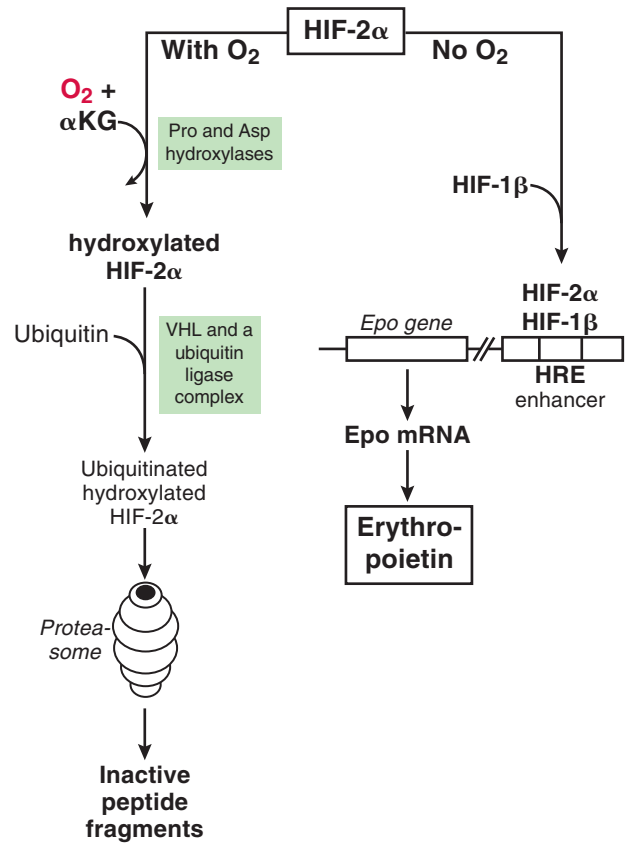 HIF-2α
With O₂
No O₂
O₂ +
αKG
Pro and Asp
hydroxylases
hydroxylated
HIF-2α
Ubiquitin
VHL and a
ubiquitin
ligase
complex
Ubiquitinated
hydroxylated
HIF-2α
Protea-
some
Inactive
peptide
fragments
HIF-1β
HIF-2α
HIF-1β
Epo gene
HRE
enhancer
Epo mRNA
Erythro-
poietin